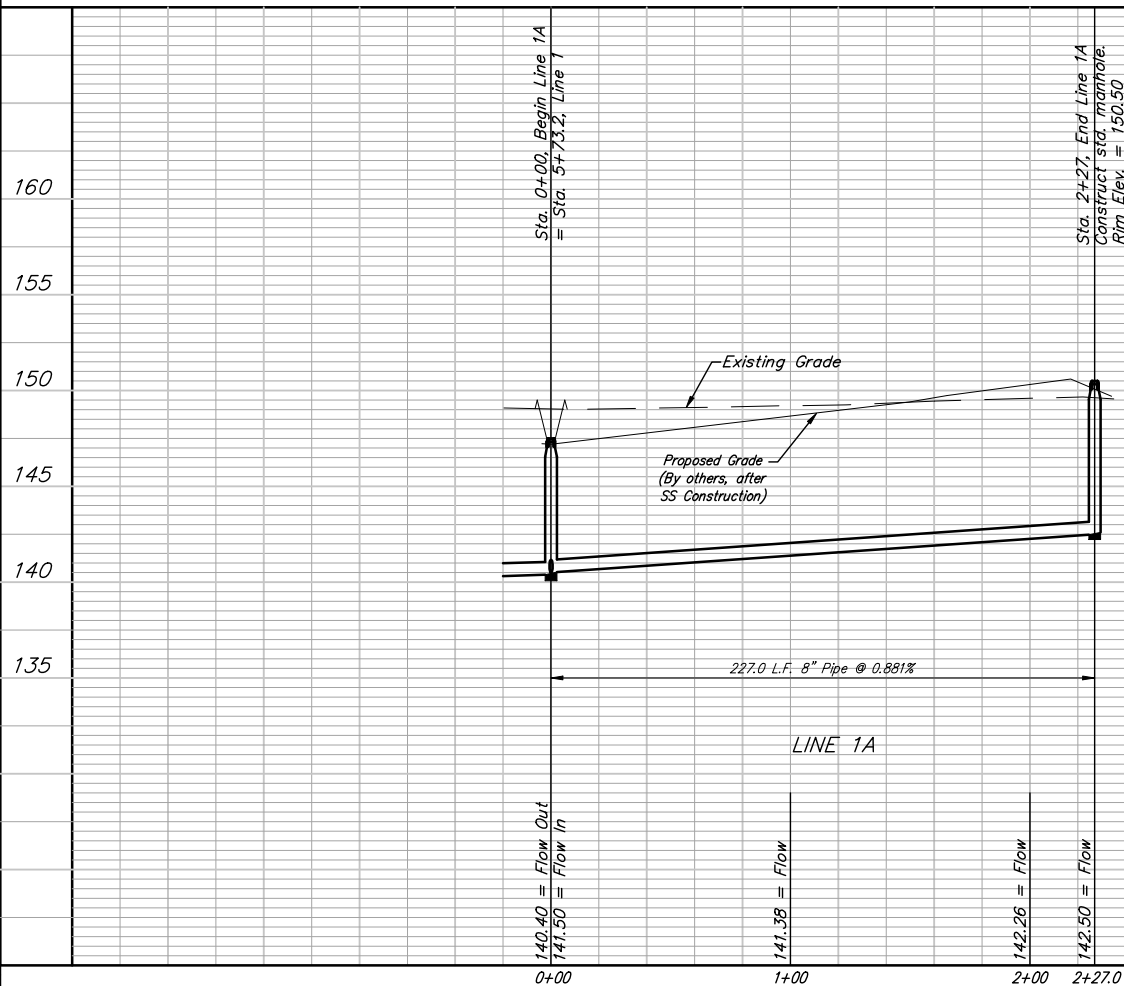 Sta. 0+00, Begin Line 1A
= Sta. 5+73.2, Line 1
Sta. 2+27, End Line 1A
Construct std. manhole.
Rim Elev. = 150.50
160
155
150
145
140
135
Existing Grade
Proposed Grade
(By others, after
SS Construction)
227.0 L.F. 8" Pipe @ 0.881%
LINE 1A
140.40 = Flow Out
141.50 = Flow In
141.38 = Flow
142.26 = Flow
142.50 = Flow
0+00
1+00
2+00
2+27.0